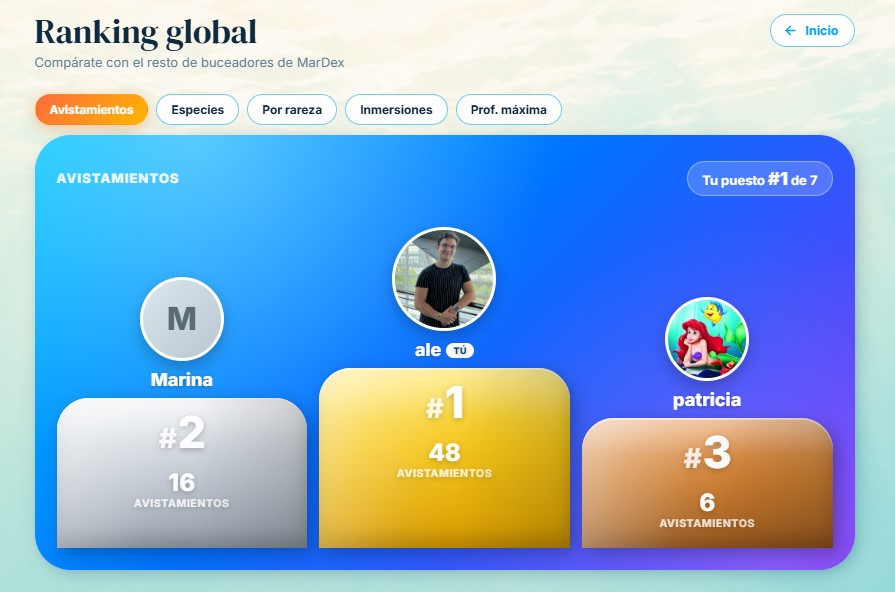 Ranking global
← Inicio
Compárate con el resto de buceadores de MarDex
Avistamientos Especies Por rareza Inmersiones Prof. máxima
AVISTAMIENTOS
Tu puesto #1 de 7
M
Marina
ale TÚ
patricia
#2
16
AVISTAMIENTOS
#1
48
AVISTAMIENTOS
#3
6
AVISTAMIENTOS